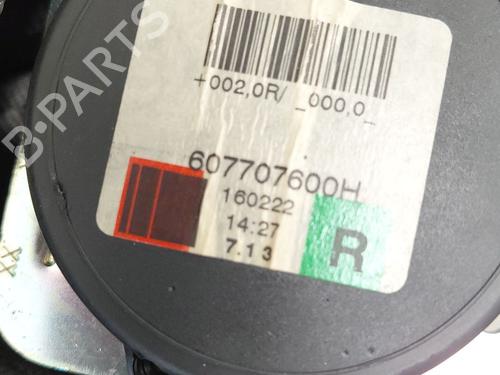 +002,0R/ _000,0_
607707600H
160222
14:27
7.13
R
B-PARTS